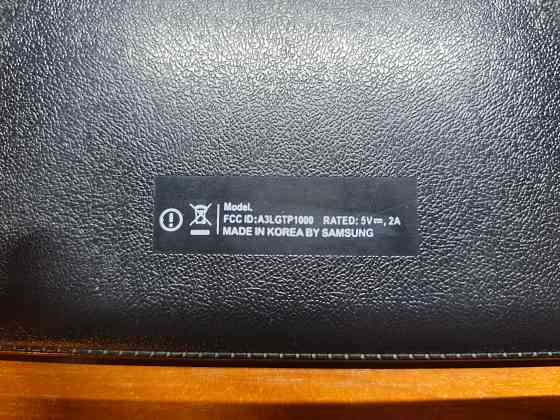 Model.
FCC ID:A3LGTP1000 RATED: 5V⎓, 2A
MADE IN KOREA BY SAMSUNG